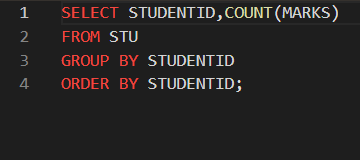 1 SELECT STUDENTID,COUNT(MARKS)
2 FROM STU
3 GROUP BY STUDENTID
4 ORDER BY STUDENTID;